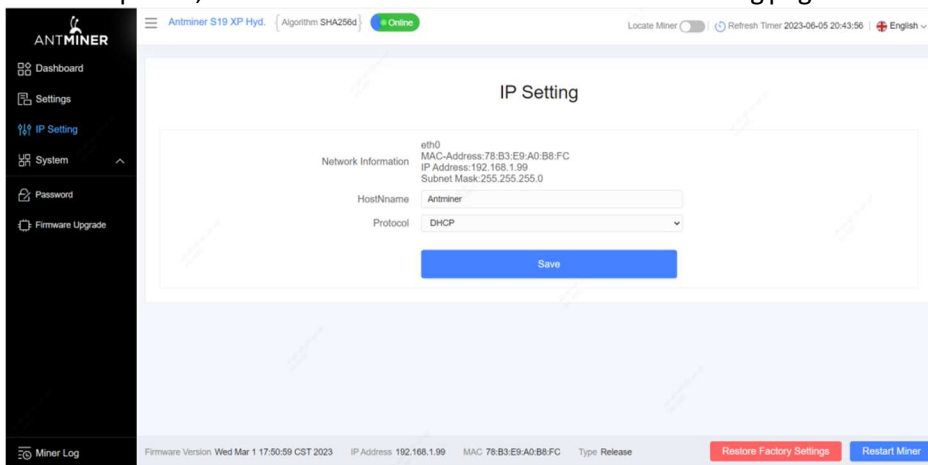 ANTMINER
Antminer S19 XP Hyd. { Algorithm SHA256d } Online
Locate Miner Refresh Timer 2023-06-05 20:43:56 English
Dashboard
Settings
IP Setting
System
Password
Firmware Upgrade
Miner Log
IP Setting
Network Information
eth0
MAC-Address:78:B3:E9:A0:B8:FC
IP Address:192.168.1.99
Subnet Mask:255.255.255.0
HostNname Antminer
Protocol DHCP
Save
Firmware Version Wed Mar 1 17:50:59 CST 2023 IP Address 192.168.1.99 MAC 78:B3:E9:A0:B8:FC Type Release
Restore Factory Settings Restart Miner